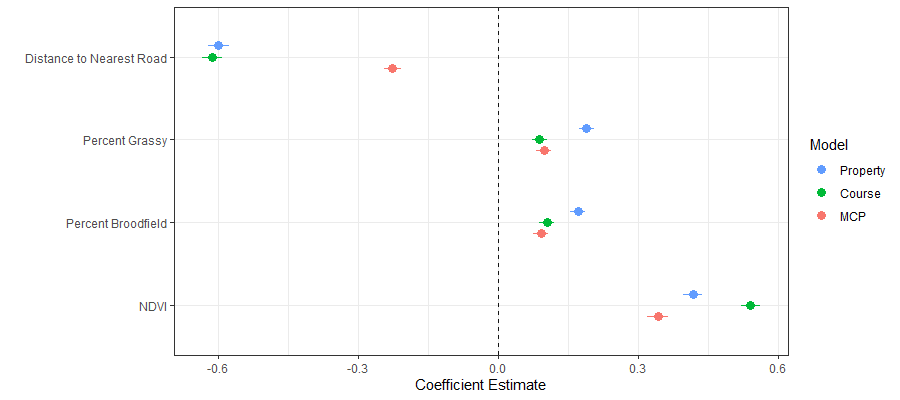 Distance to Nearest Road
Percent Grassy
Percent Broodfield
NDVI
-0.6 -0.3 0.0 0.3 0.6
Coefficient Estimate
Model
Property
Course
MCP